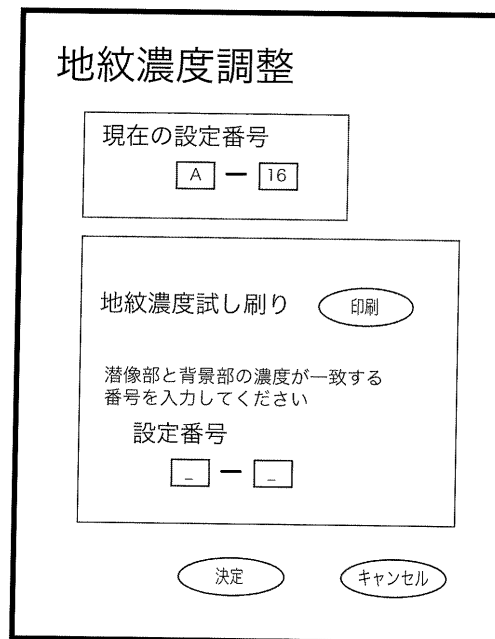 地紋濃度調整
現在の設定番号
A ー 16
地紋濃度試し刷り 印刷
潜像部と背景部の濃度が一致する
番号を入力してください
設定番号
_ ー _
決定 キャンセル